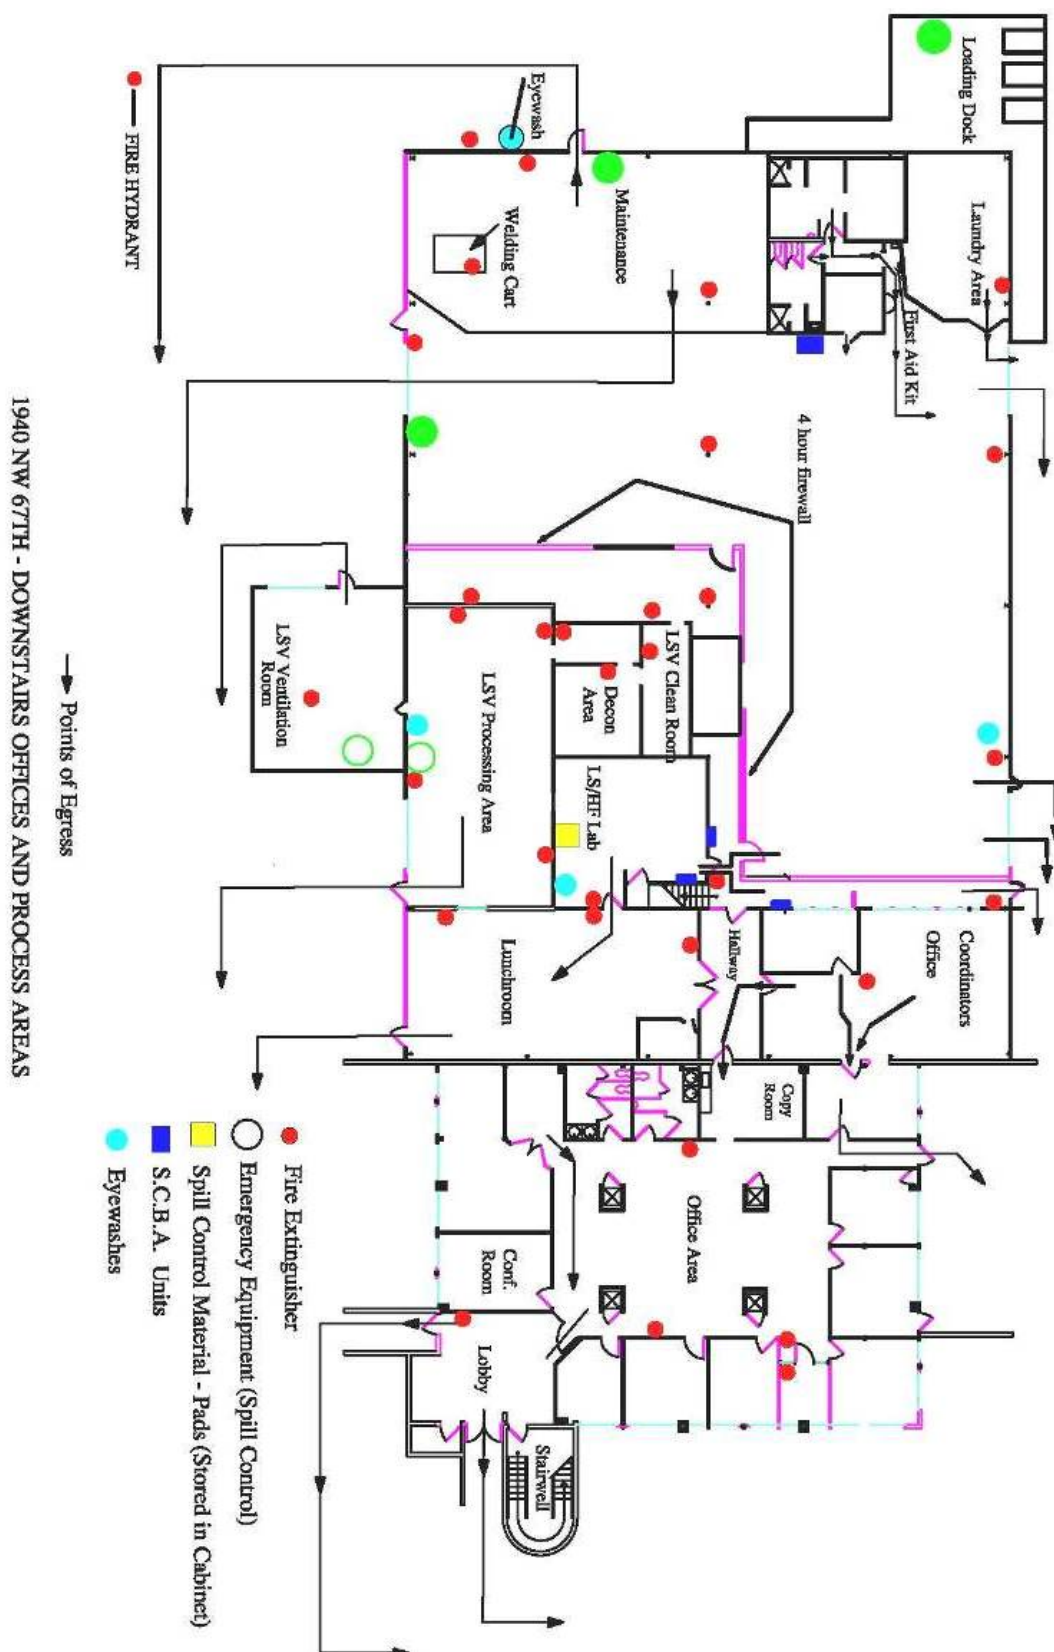 Loading Dock
Laundry Area
First Aid Kit
Eyewash
Maintenance
Welding Cart
FIRE HYDRANT
4 hour firewall
LSV Ventilation
Room
LSV Processing Area
Decon
Area
LSV Clean Room
LS/HF Lab
Lunchroom
Hallway
Coordinators
Office
Copy
Room
Office Area
Conf.
Room
Lobby
Stairwell
Points of Egress
Fire Extinguisher
Emergency Equipment (Spill Control)
Spill Control Material - Pads (Stored in Cabinet)
S.C.B.A. Units
Eyewashes
1940 NW 67TH - DOWNSTAIRS OFFICES AND PROCESS AREAS